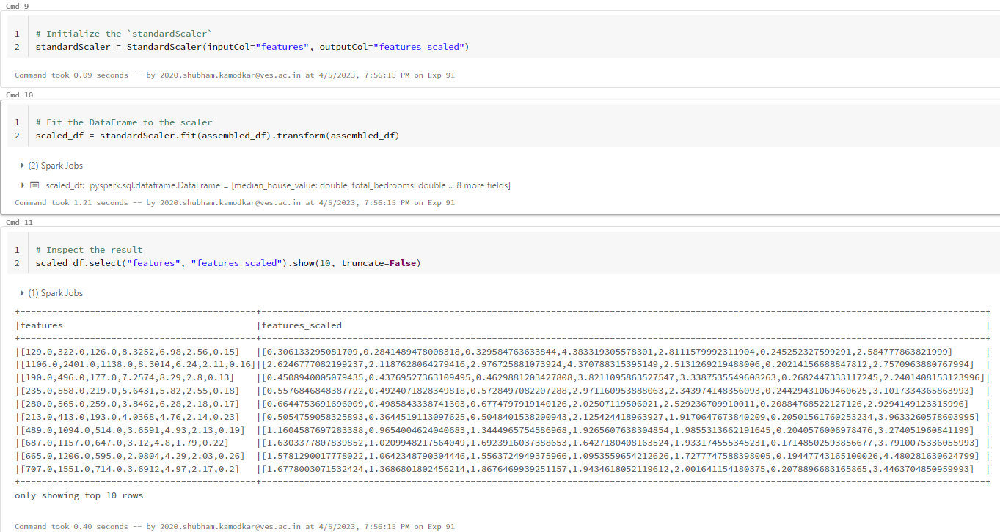 Cmd 9
1 # Initialize the `standardScaler`
2 standardScaler = StandardScaler(inputCol="features", outputCol="features_scaled")
Command took 0.09 seconds -- by 2020.shubham.kamodkar@ves.ac.in at 4/5/2023, 7:56:15 PM on Exp 91
Cmd 10
1 # Fit the DataFrame to the scaler
2 scaled_df = standardScaler.fit(assembled_df).transform(assembled_df)
(2) Spark Jobs
scaled_df: pyspark.sql.dataframe.DataFrame = [median_house_value: double, total_bedrooms: double ... 8 more fields]
Command took 1.21 seconds -- by 2020.shubham.kamodkar@ves.ac.in at 4/5/2023, 7:56:15 PM on Exp 91
Cmd 11
1 # Inspect the result
2 scaled_df.select("features", "features_scaled").show(10, truncate=False)
(1) Spark Jobs
|features |features_scaled |
|[129.0,322.0,126.0,8.3252,6.98,2.56,0.15] |[0.306133295081709,0.2841489478008318,0.329584763633844,4.383319305578301,2.8111579992311904,0.245252327599291,2.584777863821999] |
|[1106.0,2401.0,1138.0,8.3014,6.24,2.11,0.16]|[2.6246777082199237,2.1187628064279416,2.976725881073924,4.370788315395149,2.5131269219488006,0.20214156688847812,2.7570963880767994] |
|[190.0,496.0,177.0,7.2574,8.29,2.8,0.13] |[0.4508940005079435,0.43769527363109495,0.4629881203427808,3.8211095863527547,3.3387535549608263,0.2682447333117245,2.2401408153123996]|
|[235.0,558.0,219.0,5.6431,5.82,2.55,0.18] |[0.5576846848387722,0.4924071828349818,0.5728497082207288,2.971160953888063,2.343974148356093,0.24429431069460625,3.1017334365863993] |
|[280.0,565.0,259.0,3.8462,6.28,2.18,0.17] |[0.6644753691696009,0.4985843338741303,0.6774797919140126,2.02507119506021,2.529236709910011,0.20884768522127126,2.9294149123315996] |
|[213.0,413.0,193.0,4.0368,4.76,2.14,0.23] |[0.5054759058325893,0.3644519113097625,0.5048401538200943,2.125424418963927,1.9170647673840209,0.20501561760253234,3.9633260578603995] |
|[489.0,1094.0,514.0,3.6591,4.93,2.13,0.19] |[1.1604587697283388,0.9654004624040683,1.3444965754586968,1.9265607638304854,1.9855313662191645,0.2040576006978476,3.274051960841199] |
|[687.0,1157.0,647.0,3.12,4.8,1.79,0.22] |[1.6303377807839852,1.0209948217564049,1.6923916037388653,1.6427180408163524,1.933174555345231,0.17148502593856677,3.7910075336055993] |
|[665.0,1206.0,595.0,2.0804,4.29,2.03,0.26] |[1.5781290017778022,1.0642348790304446,1.5563724949375966,1.0953559654212626,1.7277747588398005,0.19447743165100026,4.480281630624799] |
|[707.0,1551.0,714.0,3.6912,4.97,2.17,0.2] |[1.6778003071532424,1.3686801802456214,1.8676469939251157,1.9434618052119612,2.001641154180375,0.2078896683165865,3.4463704850959993] |
only showing top 10 rows
Command took 0.40 seconds -- by 2020.shubham.kamodkar@ves.ac.in at 4/5/2023, 7:56:15 PM on Exp 91